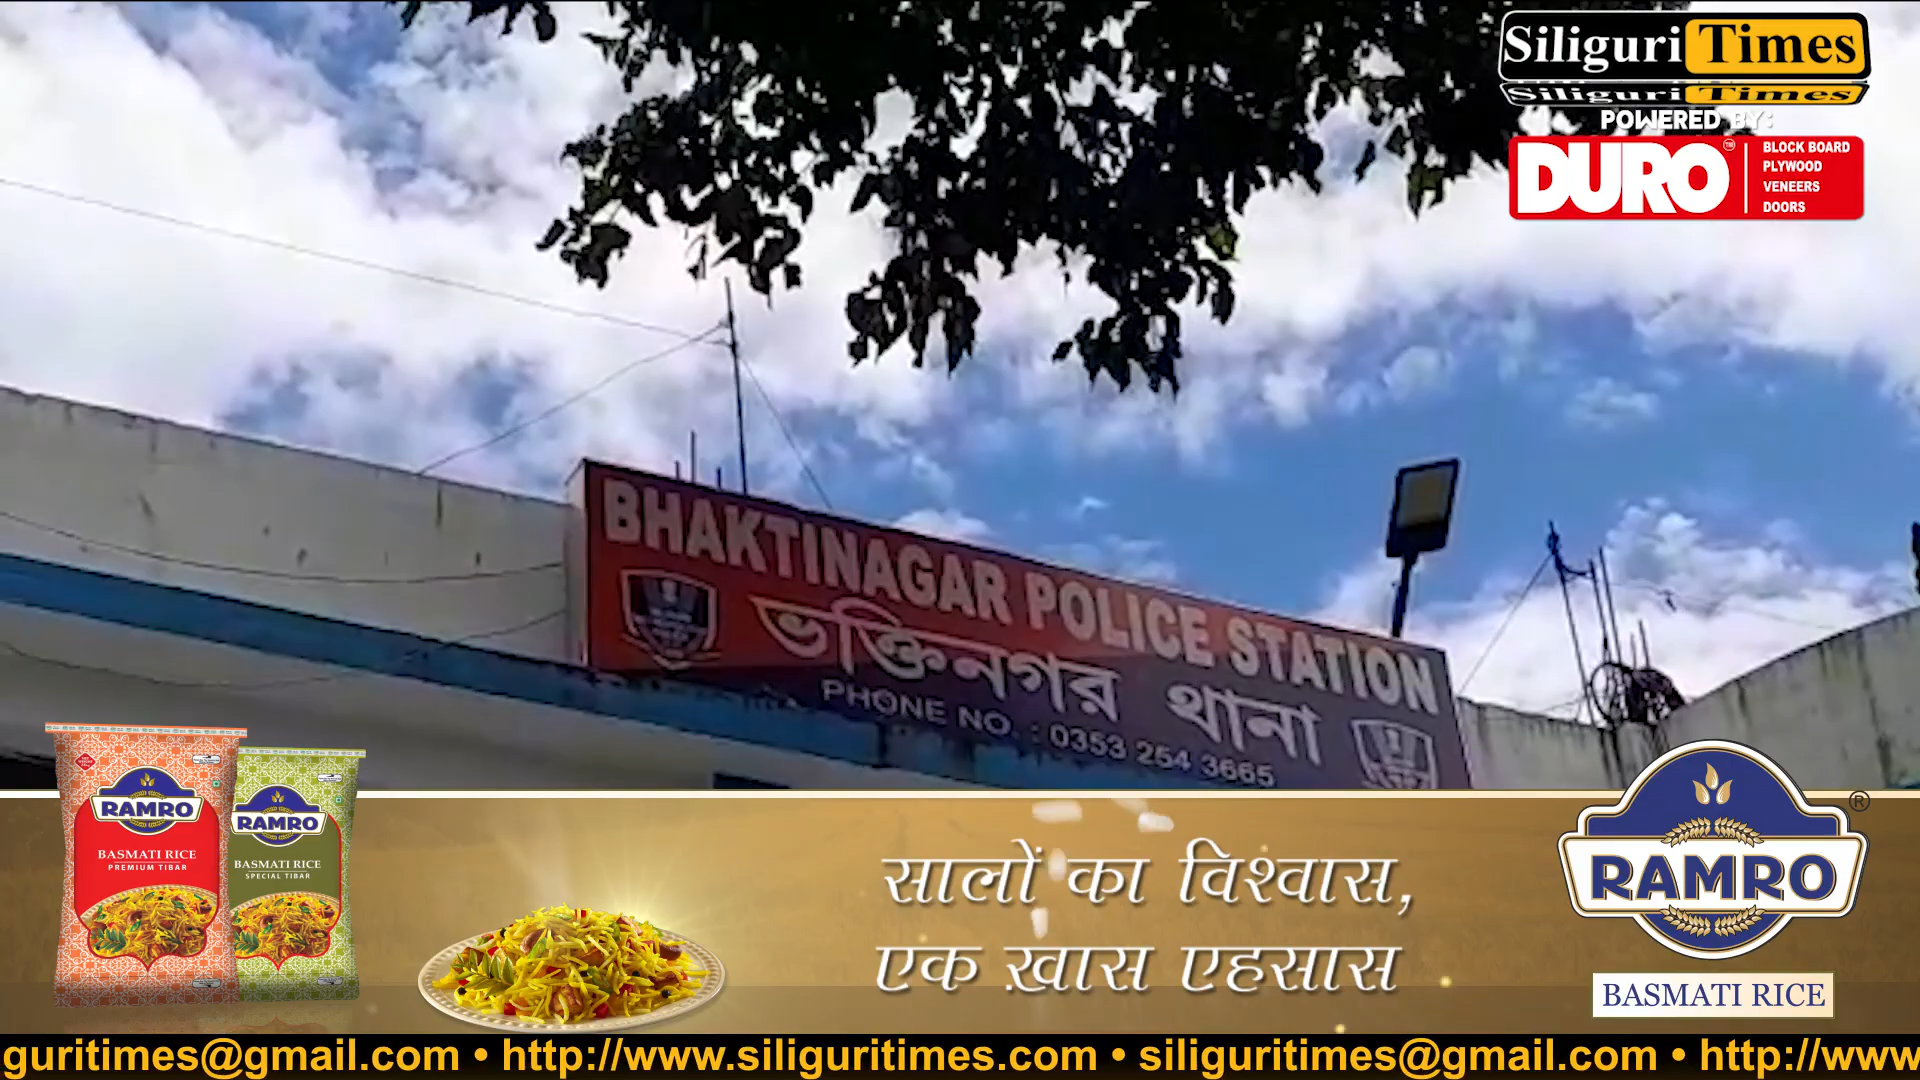 Siliguri Times
Siliguri Times
POWERED BY:
DURO™
BLOCK BOARD
PLYWOOD
VENEERS
DOORS
BHAKTINAGAR POLICE STATION
ভক্তিনগর থানা
PHONE NO. : 0353 254 3665
RAMRO
BASMATI RICE
PREMIUM TIBAR
RAMRO
BASMATI RICE
SPECIAL TIBAR
सालों का विश्वास,
एक ख़ास एहसास
RAMRO®
BASMATI RICE
guritimes@gmail.com • http://www.siliguritimes.com • siliguritimes@gmail.com • http://www